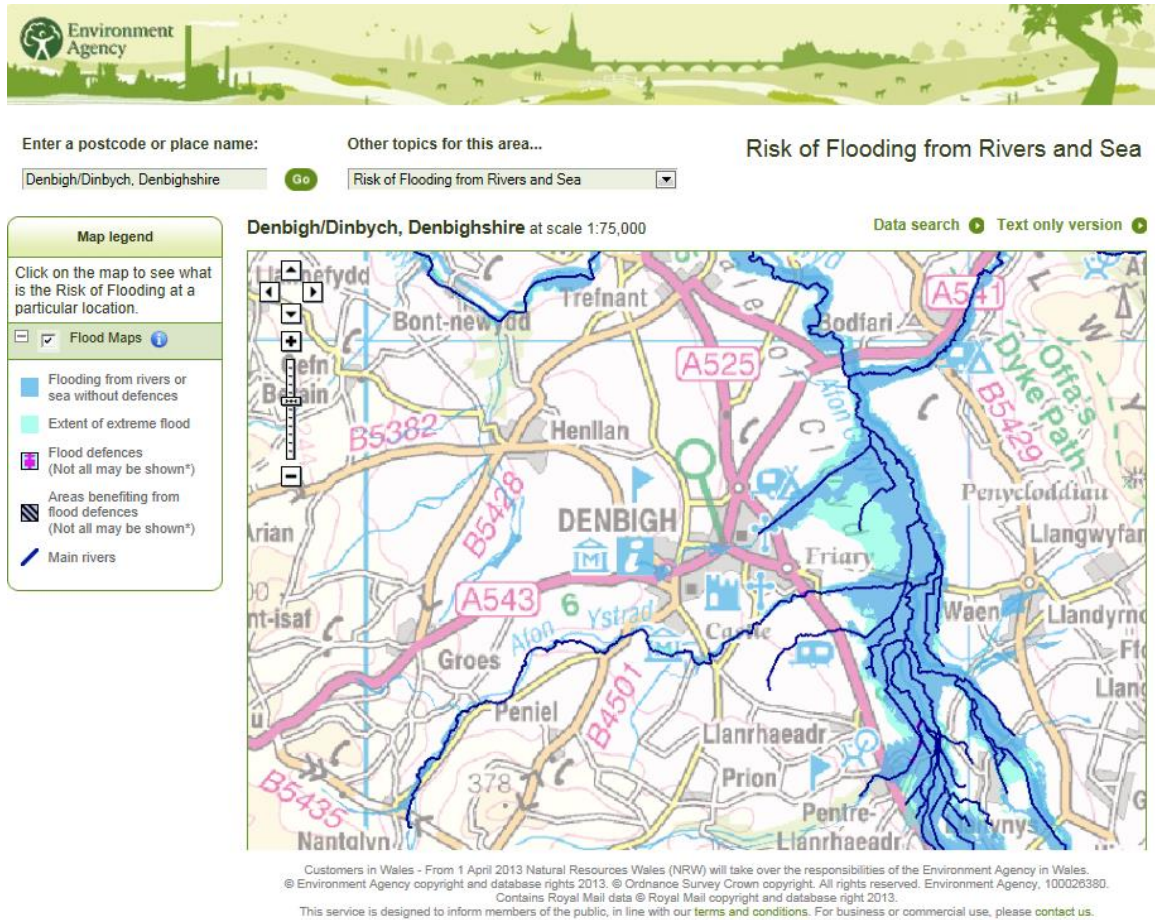 Environment
Agency
Enter a postcode or place name:
Other topics for this area...
Risk of Flooding from Rivers and Sea
Denbigh/Dinbych, Denbighshire
Go
Risk of Flooding from Rivers and Sea
Map legend
Click on the map to see what
is the Risk of Flooding at a
particular location.
Flood Maps
Flooding from rivers or
sea without defences
Extent of extreme flood
Flood defences
(Not all may be shown*)
Areas benefiting from
flood defences
(Not all may be shown*)
Main rivers
Denbigh/Dinbych, Denbighshire at scale 1:75,000
Data search
Text only version
Trefnant
Bont-newydd
Bodfari
A541
A525
Offa's
Dyke Path
B5429
B5382
Henllan
B5428
DENBIGH
Penycloddiau
Friary
A543
6
Afon Ystrad
Castle
Waen
Groes
Peniel
B4501
Llanrhaeadr
Prion
378
B5435
Pentre-
Llanrhaeadr
Nantglyn
Customers in Wales - From 1 April 2013 Natural Resources Wales (NRW) will take over the responsibilities of the Environment Agency in Wales.
© Environment Agency copyright and database rights 2013. © Ordnance Survey Crown copyright. All rights reserved. Environment Agency, 100026380.
Contains Royal Mail data © Royal Mail copyright and database right 2013.
This service is designed to inform members of the public, in line with our terms and conditions. For business or commercial use, please contact us.